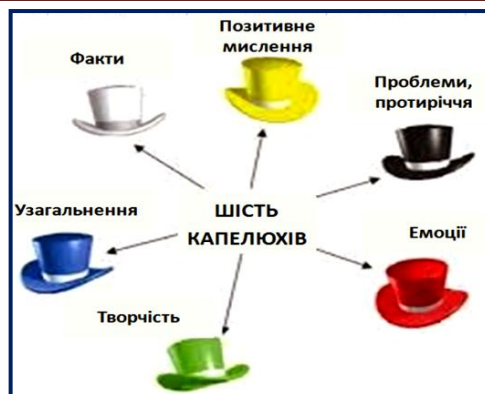 Позитивне
мислення
Факти
Проблеми,
протиріччя
Узагальнення
ШІСТЬ
КАПЕЛЮХІВ
Емоції
Творчість